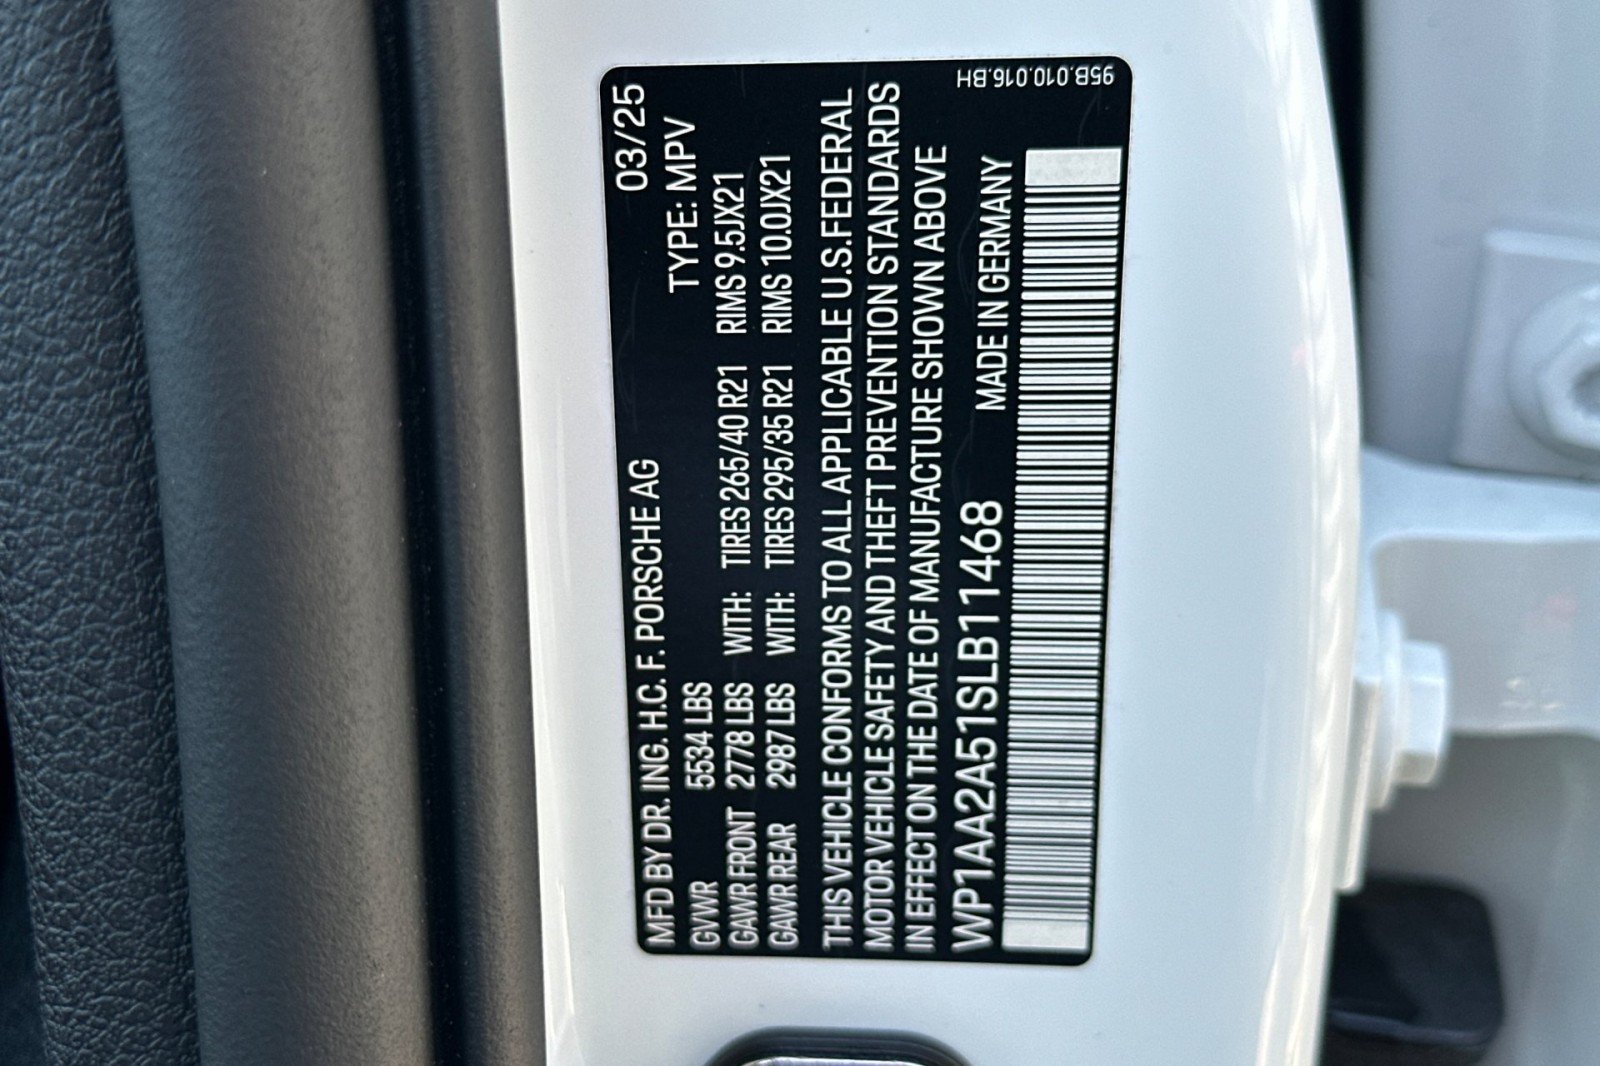 MFD BY DR. ING. H.C. F. PORSCHE AG 03/25
GVWR 5534 LBS TYPE: MPV
GAWR FRONT 2778 LBS WITH: TIRES 265/40 R21 RIMS 9.5JX21
GAWR REAR 2987 LBS WITH: TIRES 295/35 R21 RIMS 10.0JX21
THIS VEHICLE CONFORMS TO ALL APPLICABLE U.S.FEDERAL
MOTOR VEHICLE SAFETY AND THEFT PREVENTION STANDARDS
IN EFFECT ON THE DATE OF MANUFACTURE SHOWN ABOVE
WP1AA2A51SLB11468 MADE IN GERMANY
95B.010.016.BH